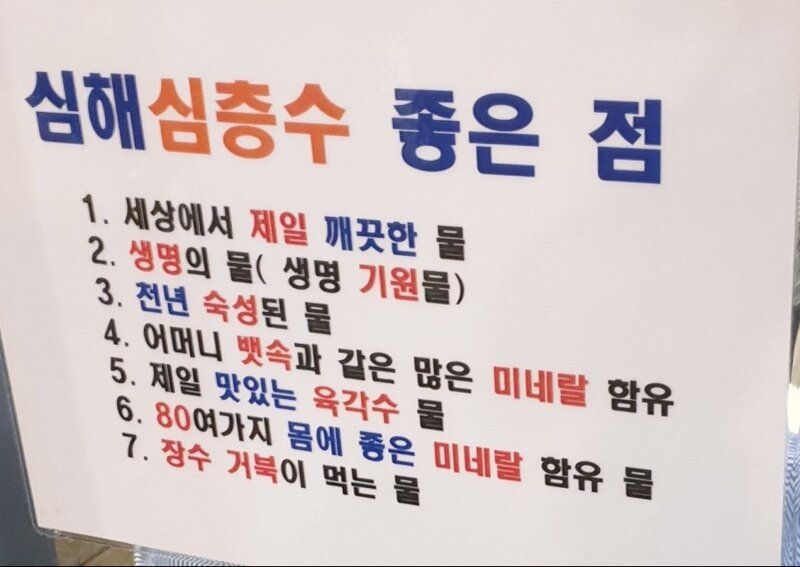 심해심층수 좋은 점
1. 세상에서 제일 깨끗한 물
2. 생명의 물( 생명 기원물)
3. 천년 숙성된 물
4. 어머니 뱃속과 같은 많은 미네랄 함유
5. 제일 맛있는 육각수 물
6. 80여가지 몸에 좋은 미네랄 함유 물
7. 장수 거북이 먹는 물